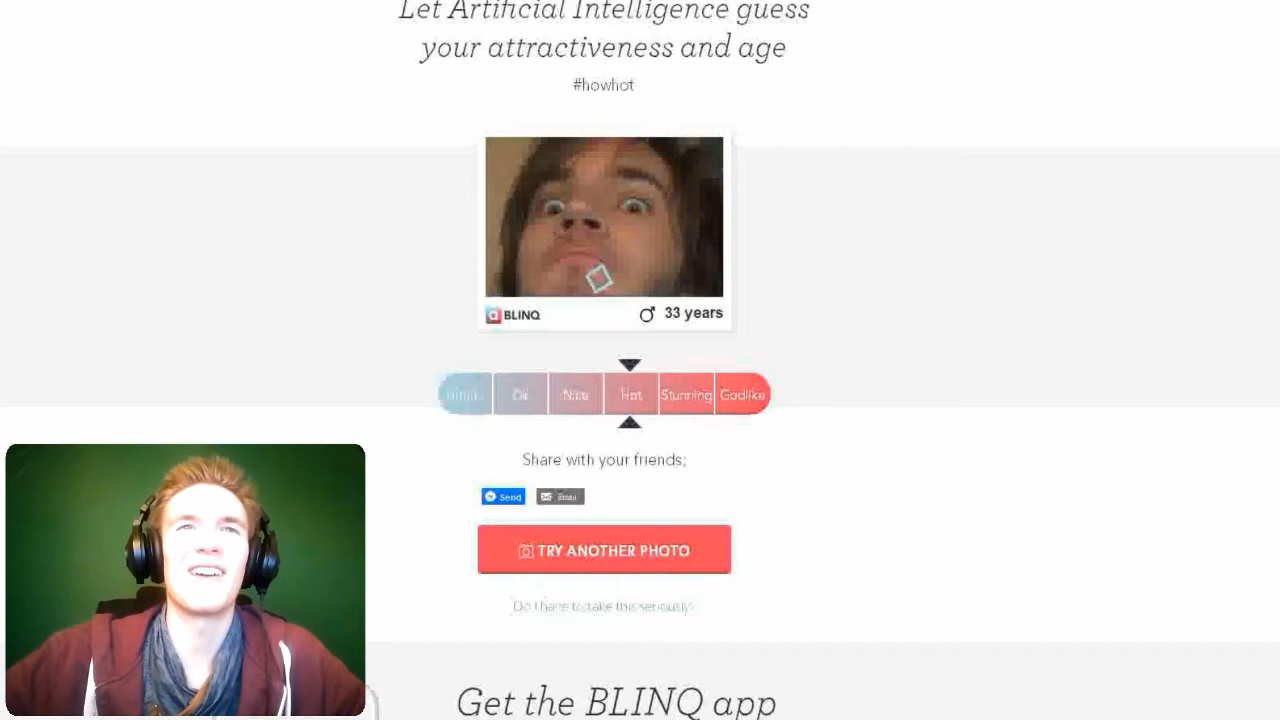 Let Artificial Intelligence guess
your attractiveness and age
#howhot
BLINQ
33 years
Ok Nice Hot Stunning Godlike
Share with your friends:
Send Email
TRY ANOTHER PHOTO
Do I have to take this seriously?
Get the BLINQ app